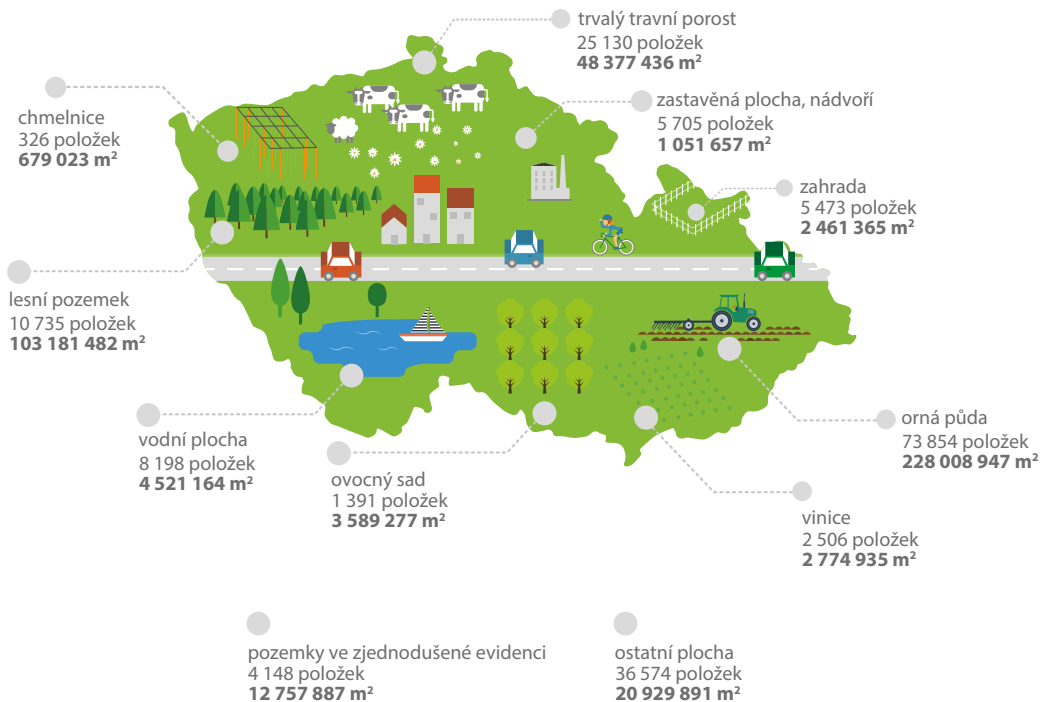 trvalý travní porost
25 130 položek
48 377 436 m²
chmelnice
326 položek
679 023 m²
zastavěná plocha, nádvoří
5 705 položek
1 051 657 m²
zahrada
5 473 položek
2 461 365 m²
lesní pozemek
10 735 položek
103 181 482 m²
vodní plocha
8 198 položek
4 521 164 m²
ovocný sad
1 391 položek
3 589 277 m²
orná půda
73 854 položek
228 008 947 m²
vinice
2 506 položek
2 774 935 m²
pozemky ve zjednodušené evidenci
4 148 položek
12 757 887 m²
ostatní plocha
36 574 položek
20 929 891 m²